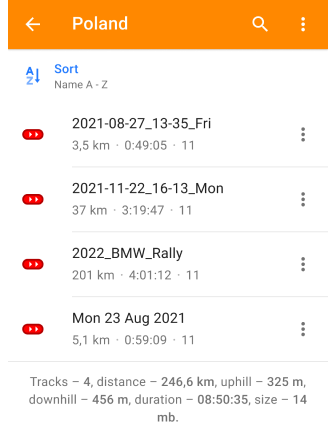 Poland
Sort
Name A - Z
2021-08-27_13-35_Fri
3,5 km · 0:49:05 · 11
2021-11-22_16-13_Mon
37 km · 3:19:47 · 11
2022_BMW_Rally
201 km · 4:01:12 · 11
Mon 23 Aug 2021
5,1 km · 0:59:09 · 11
Tracks – 4, distance – 246,6 km, uphill – 325 m,
downhill – 456 m, duration – 08:50:35, size – 14
mb.